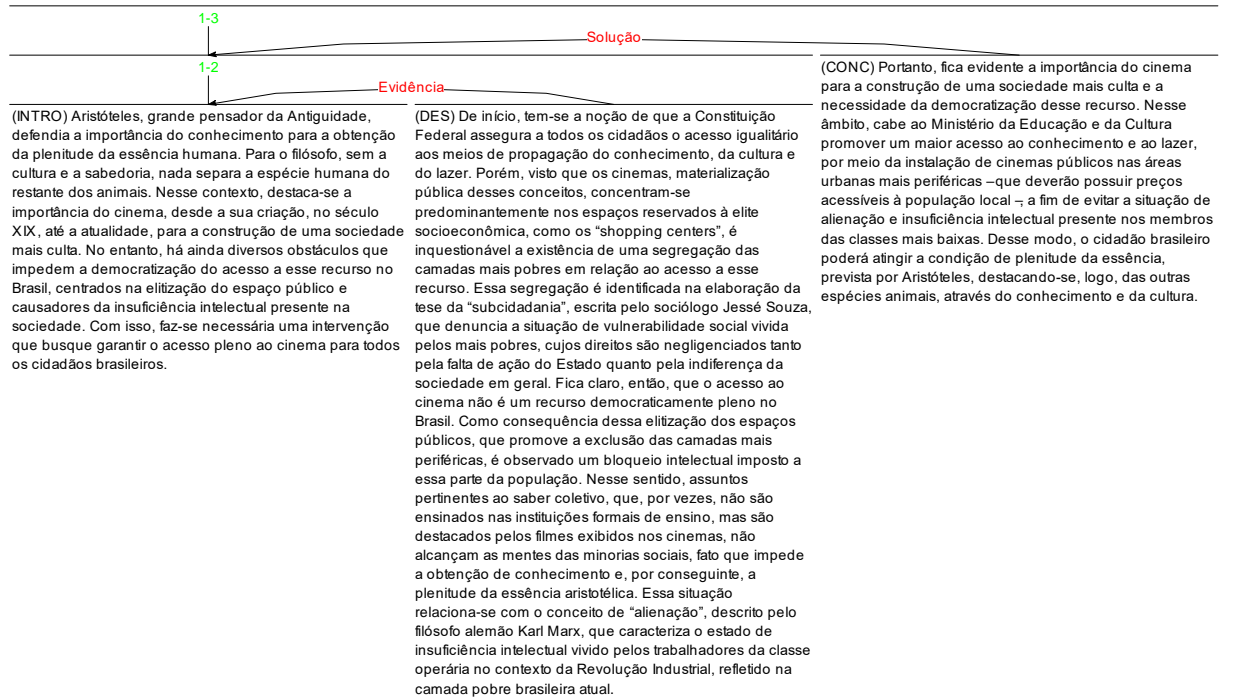 1-3
Solução
1-2
Evidência
(INTRO) Aristóteles, grande pensador da Antiguidade,
defendia a importância do conhecimento para a obtenção
da plenitude da essência humana. Para o filósofo, sem a
cultura e a sabedoria, nada separa a espécie humana do
restante dos animais. Nesse contexto, destaca-se a
importância do cinema, desde a sua criação, no século
XIX, até a atualidade, para a construção de uma sociedade
mais culta. No entanto, há ainda diversos obstáculos que
impedem a democratização do acesso a esse recurso no
Brasil, centrados na elitização do espaço público e
causadores da insuficiência intelectual presente na
sociedade. Com isso, faz-se necessária uma intervenção
que busque garantir o acesso pleno ao cinema para todos
os cidadãos brasileiros.
(DES) De início, tem-se a noção de que a Constituição
Federal assegura a todos os cidadãos o acesso igualitário
aos meios de propagação do conhecimento, da cultura e
do lazer. Porém, visto que os cinemas, materialização
pública desses conceitos, concentram-se
predominantemente nos espaços reservados à elite
socioeconômica, como os “shopping centers”, é
inquestionável a existência de uma segregação das
camadas mais pobres em relação ao acesso a esse
recurso. Essa segregação é identificada na elaboração da
tese da “subcidadania”, escrita pelo sociólogo Jessé Souza,
que denuncia a situação de vulnerabilidade social vivida
pelos mais pobres, cujos direitos são negligenciados tanto
pela falta de ação do Estado quanto pela indiferença da
sociedade em geral. Fica claro, então, que o acesso ao
cinema não é um recurso democraticamente pleno no
Brasil. Como consequência dessa elitização dos espaços
públicos, que promove a exclusão das camadas mais
periféricas, é observado um bloqueio intelectual imposto a
essa parte da população. Nesse sentido, assuntos
pertinentes ao saber coletivo, que, por vezes, não são
ensinados nas instituições formais de ensino, mas são
destacados pelos filmes exibidos nos cinemas, não
alcançam as mentes das minorias sociais, fato que impede
a obtenção de conhecimento e, por conseguinte, a
plenitude da essência aristotélica. Essa situação
relaciona-se com o conceito de “alienação”, descrito pelo
filósofo alemão Karl Marx, que caracteriza o estado de
insuficiência intelectual vivido pelos trabalhadores da classe
operária no contexto da Revolução Industrial, refletido na
camada pobre brasileira atual.
(CONC) Portanto, fica evidente a importância do cinema
para a construção de uma sociedade mais culta e a
necessidade da democratização desse recurso. Nesse
âmbito, cabe ao Ministério da Educação e da Cultura
promover um maior acesso ao conhecimento e ao lazer,
por meio da instalação de cinemas públicos nas áreas
urbanas mais periféricas –que deverão possuir preços
acessíveis à população local –, a fim de evitar a situação de
alienação e insuficiência intelectual presente nos membros
das classes mais baixas. Desse modo, o cidadão brasileiro
poderá atingir a condição de plenitude da essência,
prevista por Aristóteles, destacando-se, logo, das outras
espécies animais, através do conhecimento e da cultura.